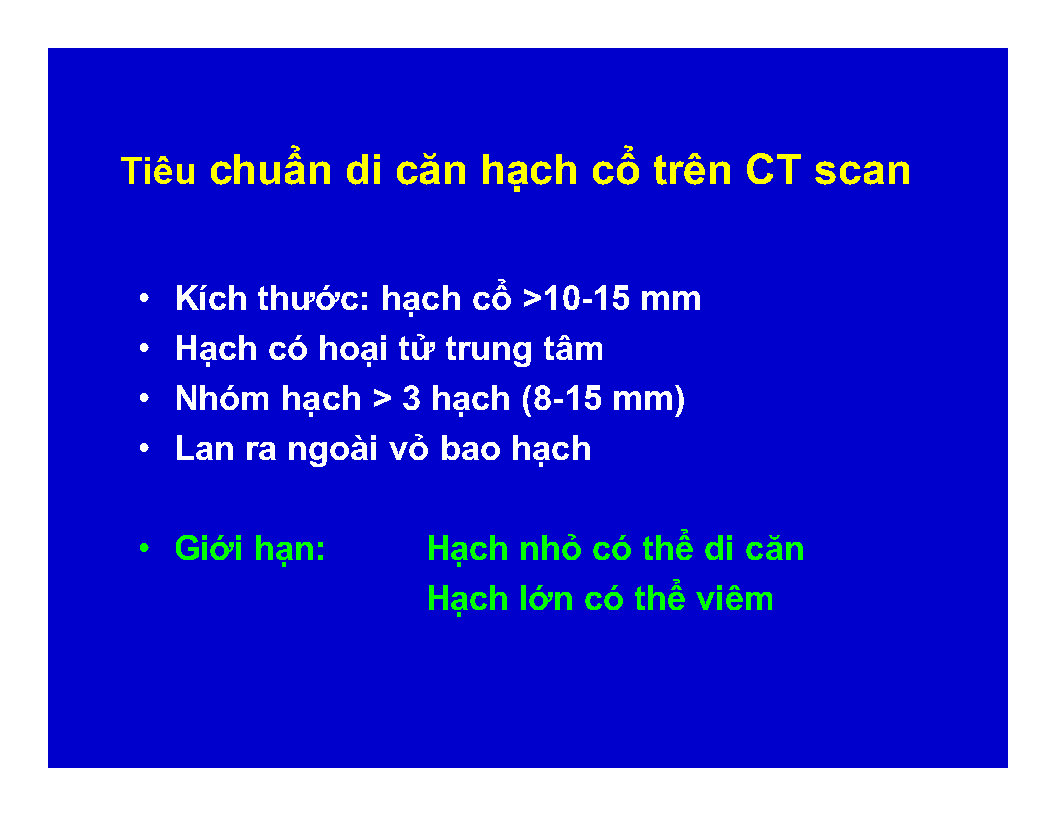 Tiêu chuẩn di căn hạch cổ trên CT scan
• Kích thước: hạch cổ >10-15 mm
• Hạch có hoại tử trung tâm
• Nhóm hạch > 3 hạch (8-15 mm)
• Lan ra ngoài vỏ bao hạch
• Giới hạn: Hạch nhỏ có thể di căn
Hạch lớn có thể viêm